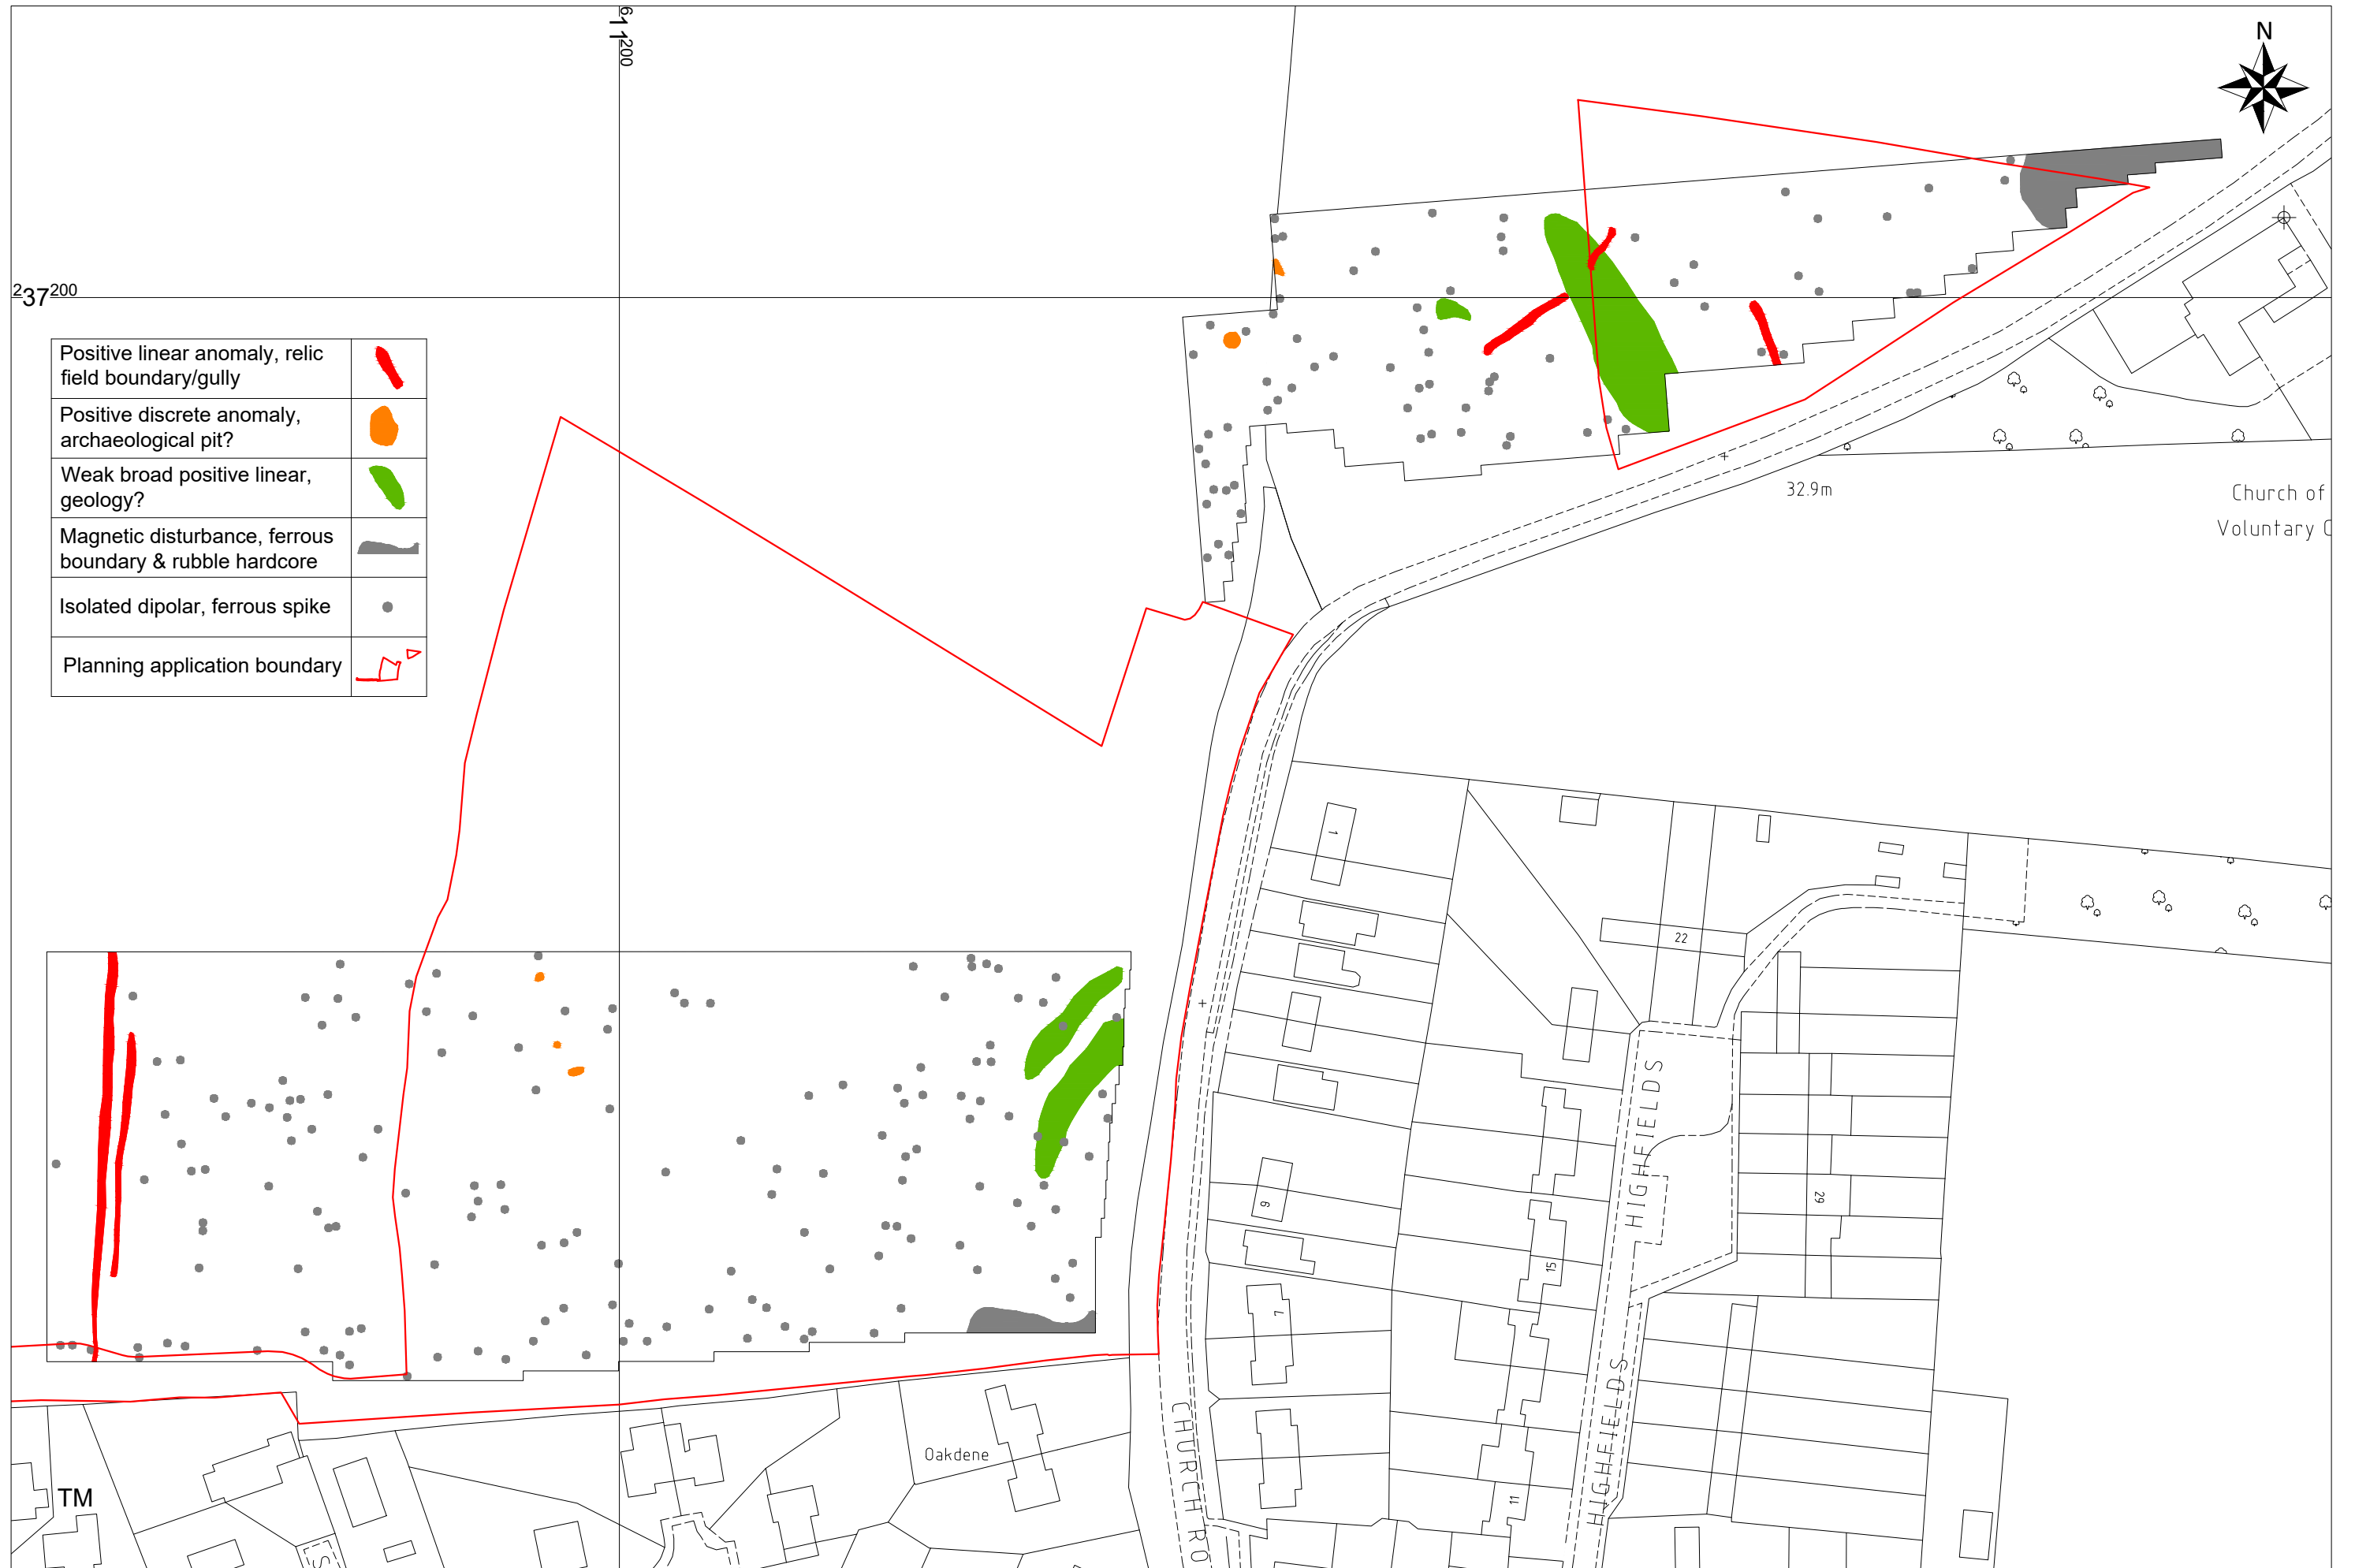 6
11200
N
237200
Positive linear anomaly, relic
field boundary/gully
Positive discrete anomaly,
archaeological pit?
Weak broad positive linear,
geology?
Magnetic disturbance, ferrous
boundary & rubble hardcore
Isolated dipolar, ferrous spike
Planning application boundary
32.9m
Church of
Voluntary C
1
22
9
29
HIGHFIELDS
15
7
HIGHFIELDS
CHURCH RO
Oakdene
11
TM
S